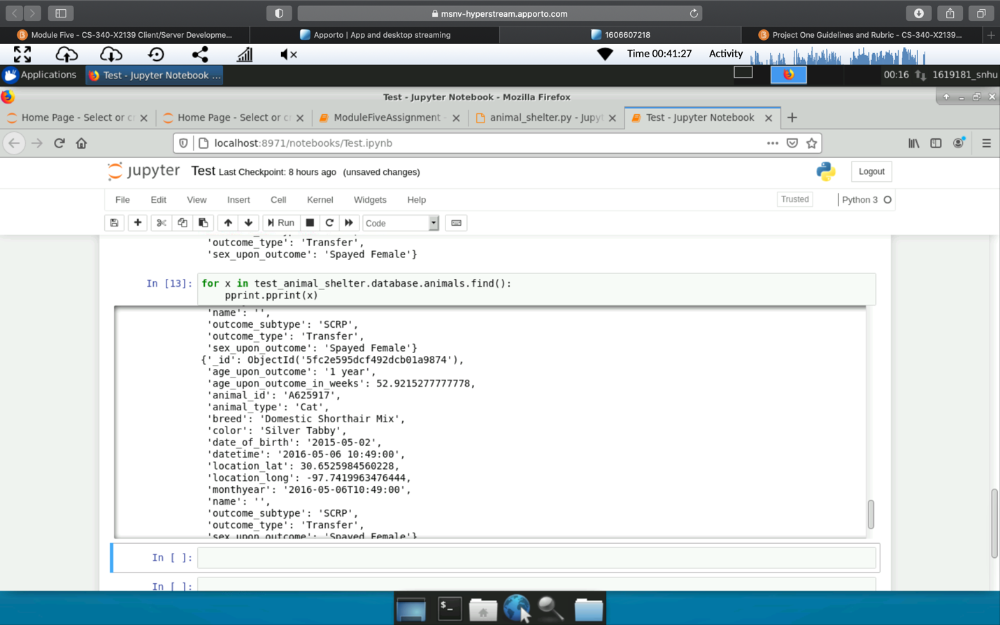 msnv-hyperstream.apporto.com
Module Five - CS-340-X2139 Client/Server Developme...
Apporto | App and desktop streaming
1606607218
Project One Guidelines and Rubric - CS-340-X2139...
Time 00:41:27
Activity
Applications
Test - Jupyter Notebook ...
00:16
1619181_snhu
Test - Jupyter Notebook - Mozilla Firefox
Home Page - Select or c
Home Page - Select or c
ModuleFiveAssignment -
animal_shelter.py - Jupyt
Test - Jupyter Notebook
localhost:8971/notebooks/Test.ipynb
jupyter Test Last Checkpoint: 8 hours ago (unsaved changes)
Logout
File Edit View Insert Cell Kernel Widgets Help
Trusted
Python 3
Run
Code
'outcome_type': 'Transfer',
'sex_upon_outcome': 'Spayed Female'}
In [13]: for x in test_animal_shelter.database.animals.find():
pprint.pprint(x)
'name': '',
'outcome_subtype': 'SCRP',
'outcome_type': 'Transfer',
'sex_upon_outcome': 'Spayed Female'}
{'_id': ObjectId('5fc2e595dcf492dcb01a9874'),
'age_upon_outcome': '1 year',
'age_upon_outcome_in_weeks': 52.9215277777778,
'animal_id': 'A625917',
'animal_type': 'Cat',
'breed': 'Domestic Shorthair Mix',
'color': 'Silver Tabby',
'date_of_birth': '2015-05-02',
'datetime': '2016-05-06 10:49:00',
'location_lat': 30.6525984560228,
'location_long': -97.7419963476444,
'monthyear': '2016-05-06T10:49:00',
'name': '',
'outcome_subtype': 'SCRP',
'outcome_type': 'Transfer',
'sex_upon_outcome': 'Spayed Female'}
In [ ]:
In [ ]: